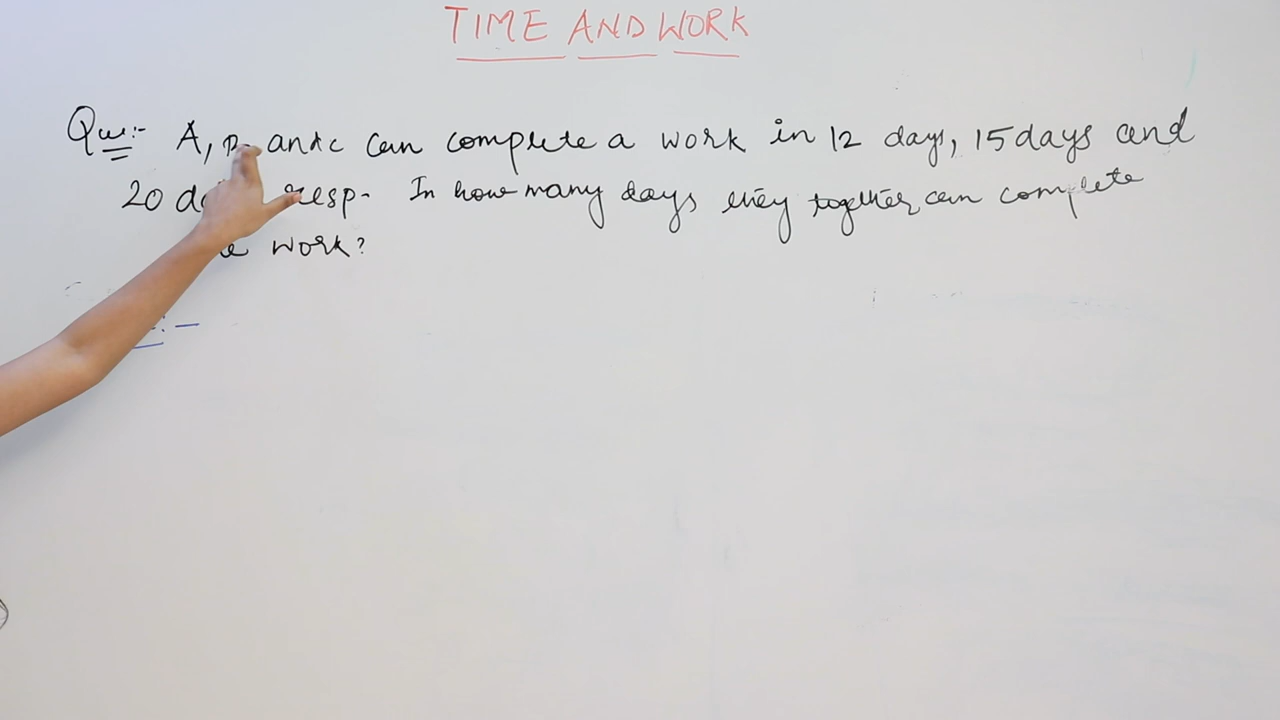 TIME AND WORK
Que:- A, B and C can complete a work in 12 days, 15 days and
20 resp. In how many days they together can complete
work?
:-